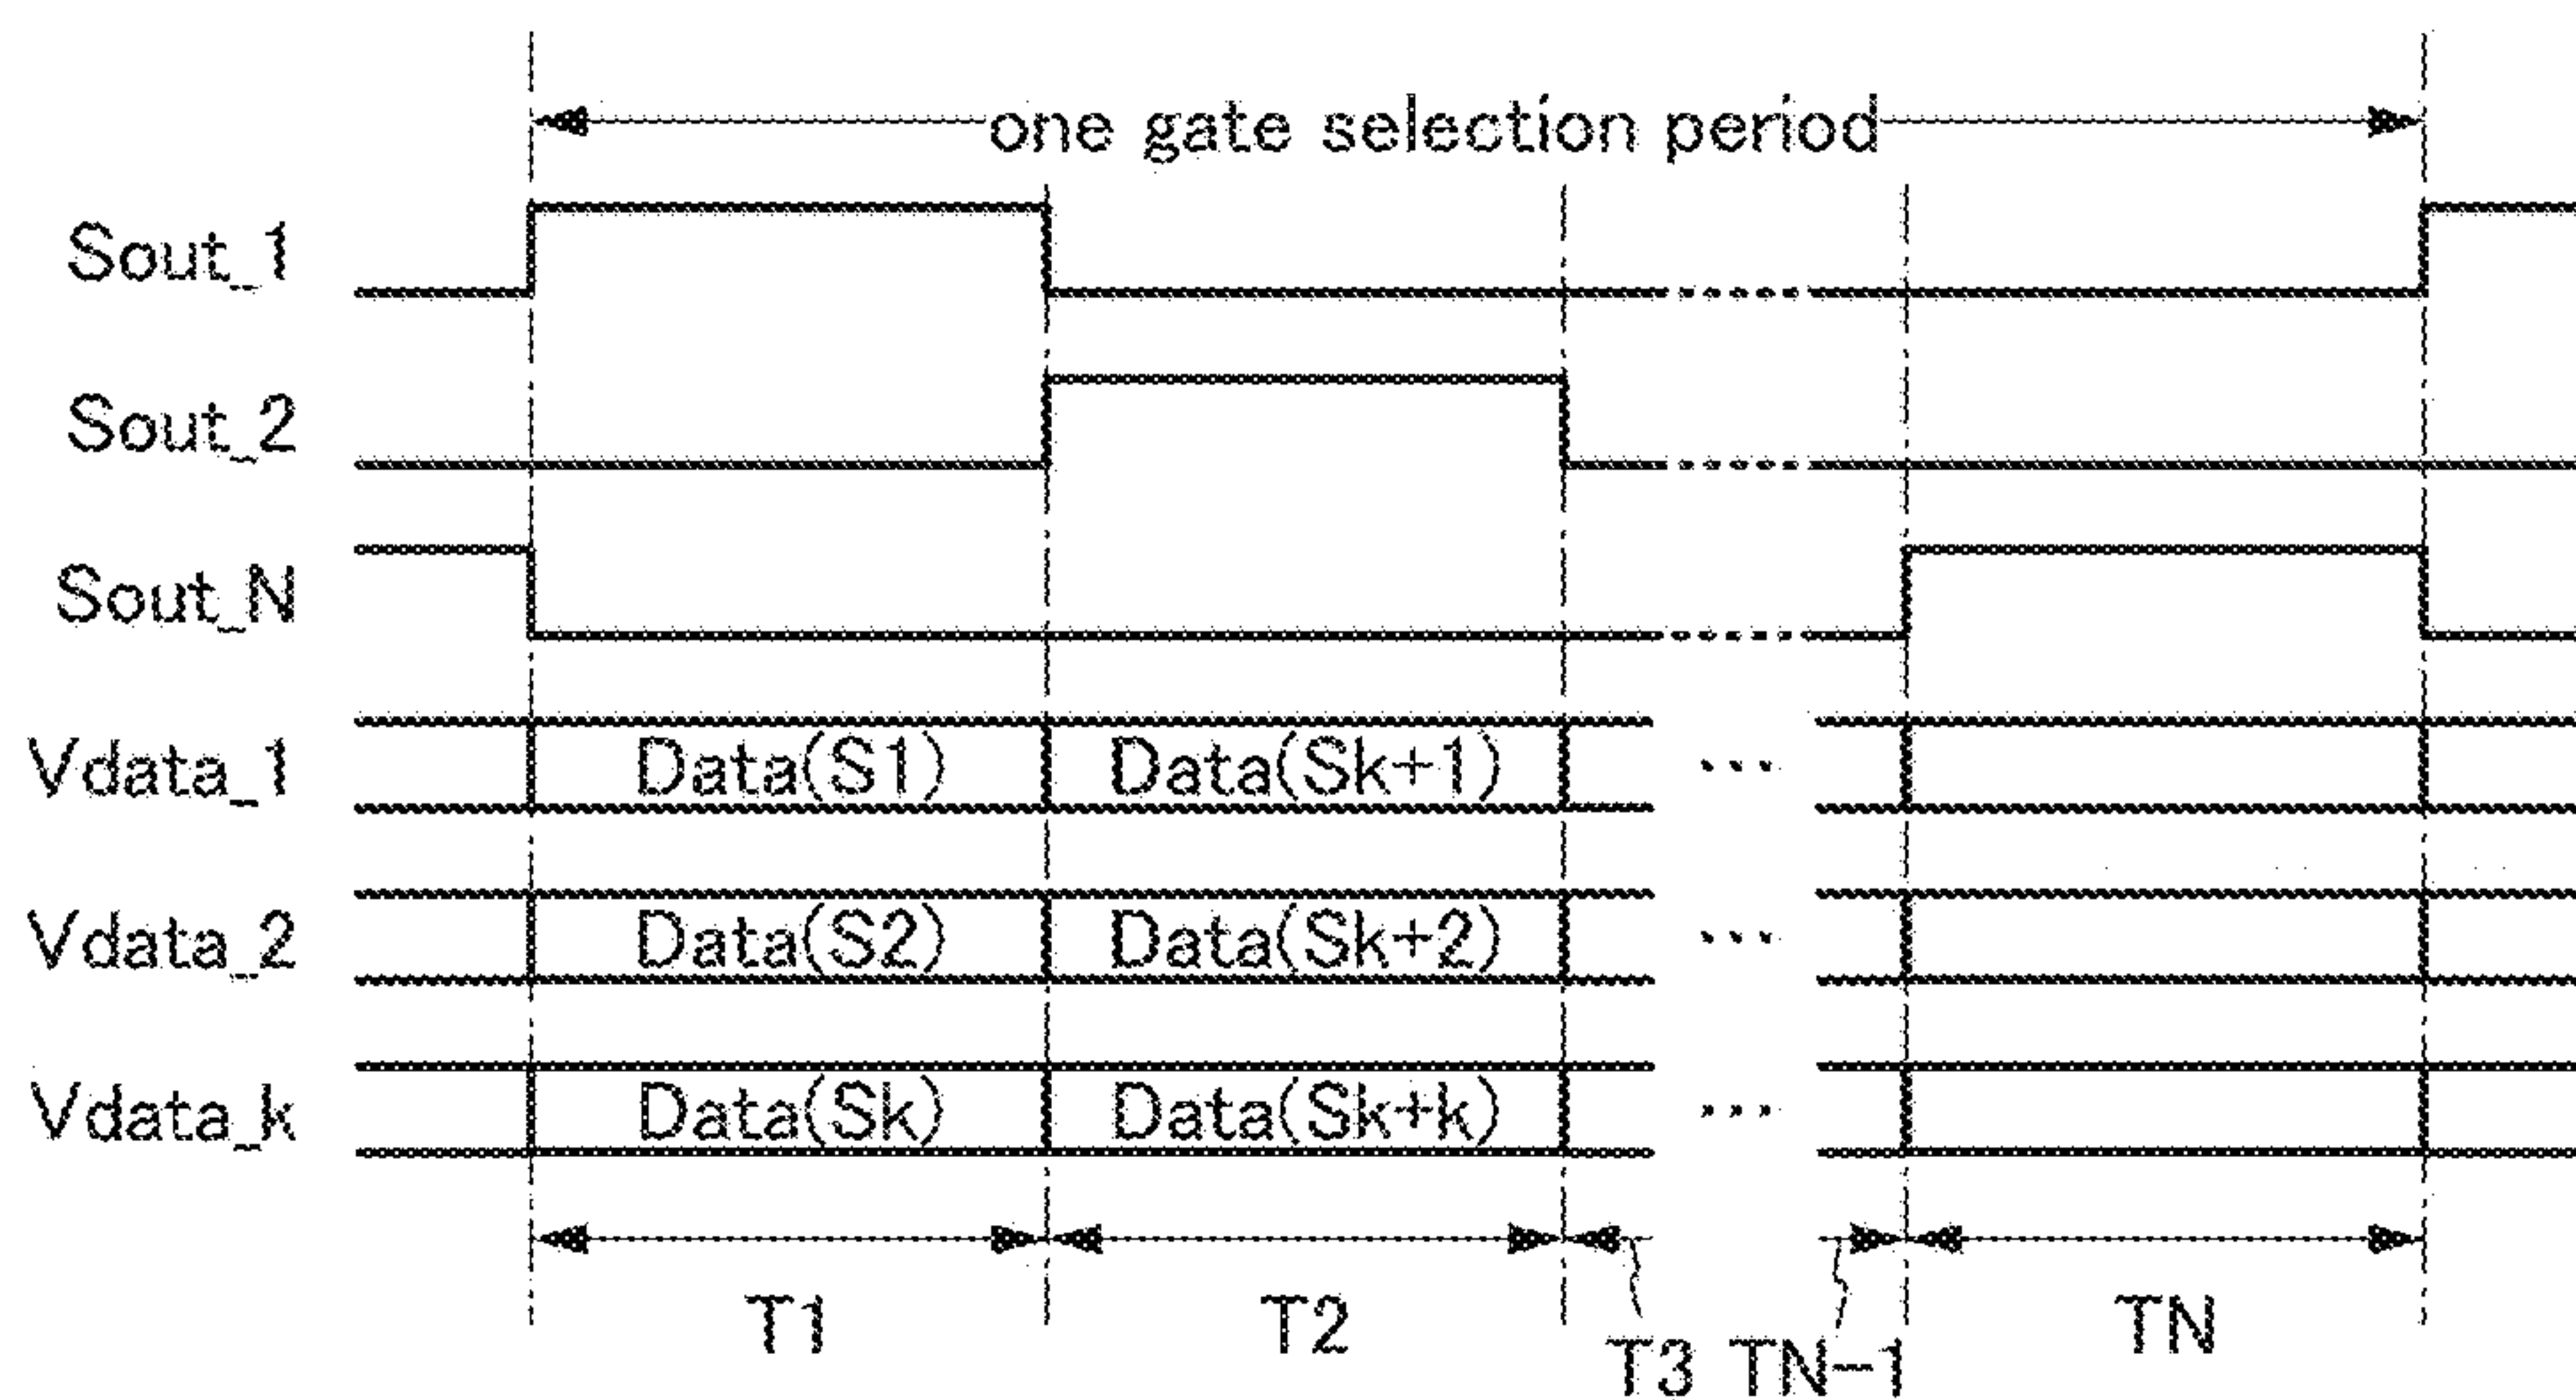 one gate selection period
Sout_1
Sout_2
Sout_N
Vdata_1 Data(S1) Data(Sk+1) ...
Vdata_2 Data(S2) Data(Sk+2) ...
Vdata_k Data(Sk) Data(Sk+k) ...
T1 T2 T3 TN-1 TN